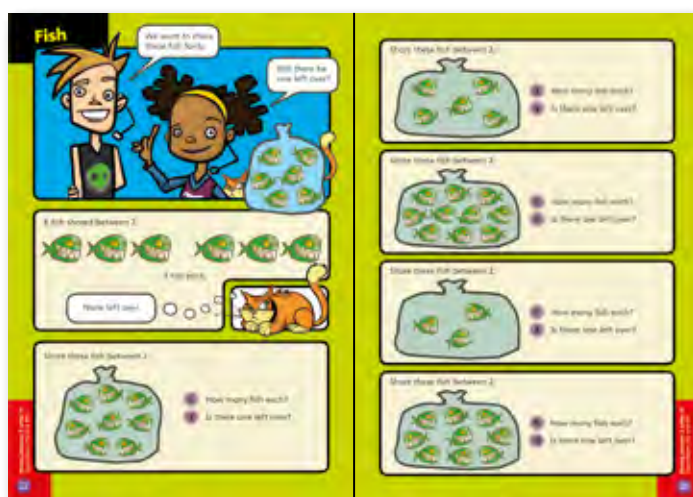 Fish
We want to share
these fish fairly.
Will there be
one left over?
6 fish shared between 2.
3 fish each.
None left over.
Share these fish between 2.
How many fish each?
Is there one left over?
Share these fish between 2.
How many fish each?
Is there one left over?
Share these fish between 2.
How many fish each?
Is there one left over?
Share these fish between 2.
How many fish each?
Is there one left over?
Share these fish between 2.
How many fish each?
Is there one left over?